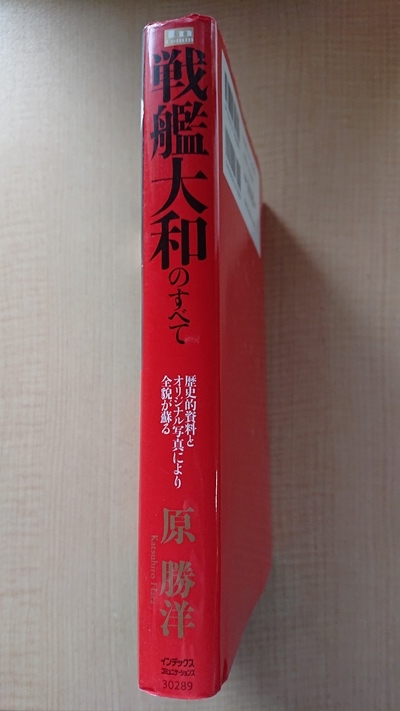 戦艦大和のすべて
歴史的資料と
オリジナル写真により
全貌が蘇る
原 勝洋
Katsuhiro Hara
インデックス
コミュニケーションズ
30289